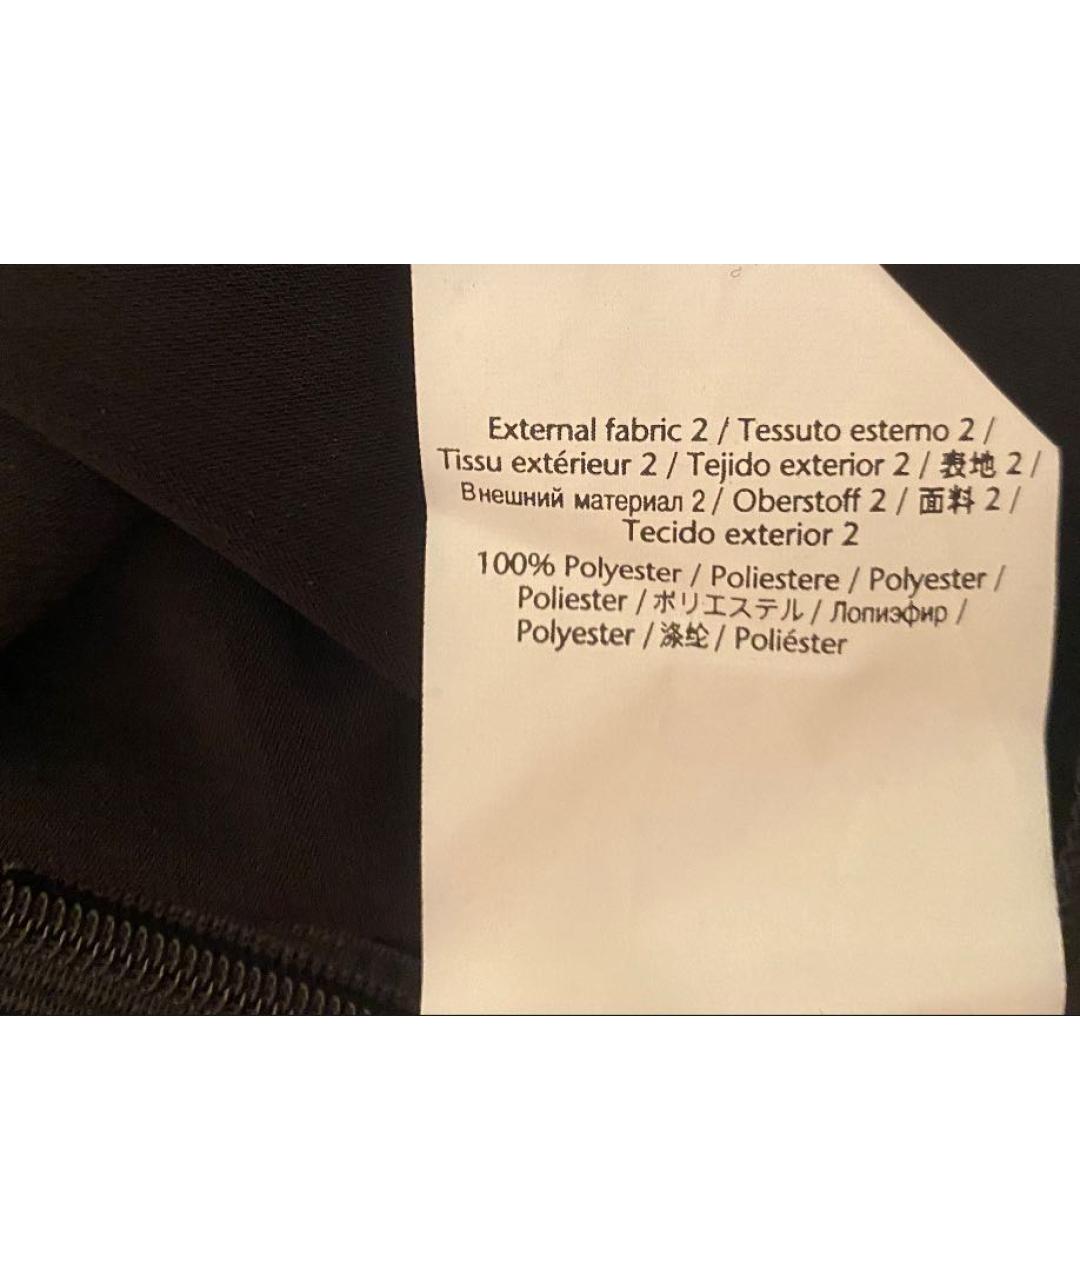 External fabric 2 / Tessuto esterno 2 /
Tissu extérieur 2 / Tejido exterior 2 / 表地 2 /
Внешний материал 2 / Oberstoff 2 / 面料 2 /
Tecido exterior 2
100% Polyester / Poliestere / Polyester /
Poliester / ポリエステル / Лопиэфир /
Polyester / 涤纶 / Poliéster